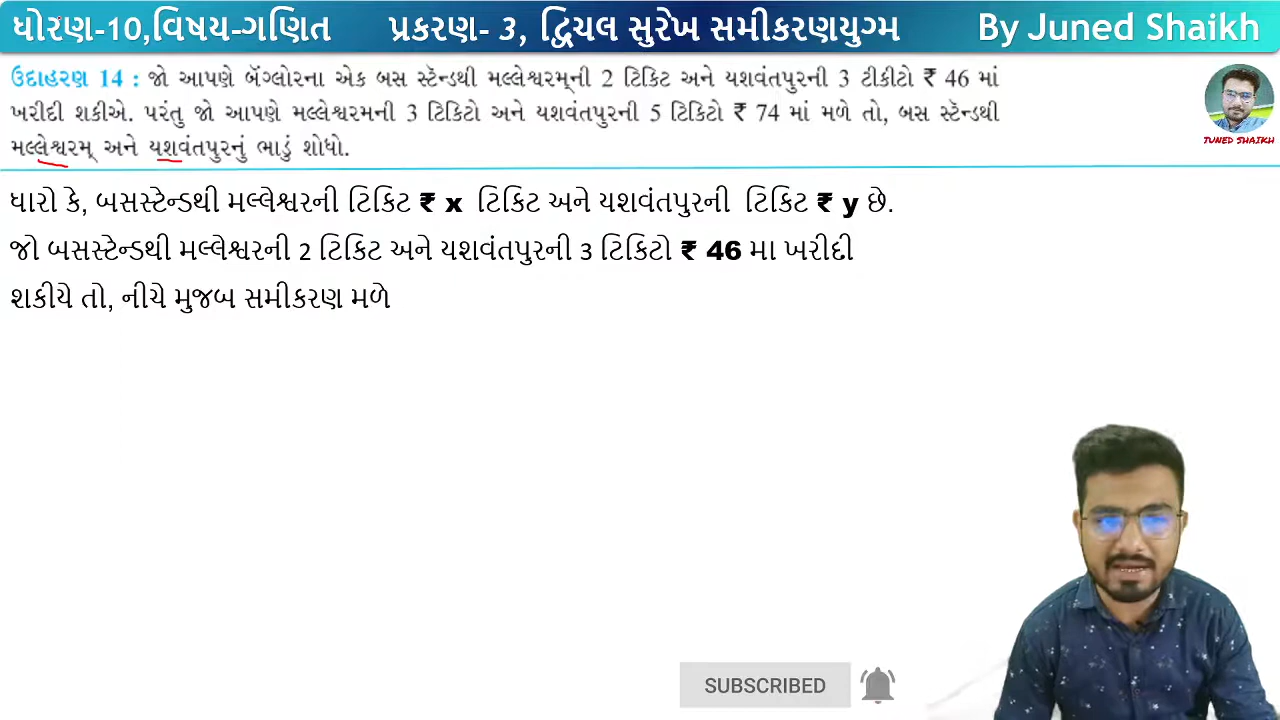 ધોરણ-10,વિષય-ગણિત પ્રકરણ- 3, દ્વિચલ સુરેખ સમીકરણયુગ્મ By Juned Shaikh
ઉદાહરણ 14 : જો આપણે બૅંગ્લોરના એક બસ સ્ટૅન્ડથી મલ્લેશ્વરમ્‌ની 2 ટિકિટ અને યશવંતપુરની 3 ટીકીટો ₹ 46 માં
ખરીદી શકીએ. પરંતુ જો આપણે મલ્લેશ્વરમની 3 ટિકિટો અને યશવંતપુરની 5 ટિકિટો ₹ 74 માં મળે તો, બસ સ્ટૅન્ડથી
મલ્લેશ્વરમ્ અને યશવંતપુરનું ભાડું શોધો.
JUNED SHAIKH
ધારો કે, બસસ્ટેન્ડથી મલ્લેશ્વરની ટિકિટ ₹ x ટિકિટ અને યશવંતપુરની ટિકિટ ₹ y છે.
જો બસસ્ટેન્ડથી મલ્લેશ્વરની 2 ટિકિટ અને યશવંતપુરની 3 ટિકિટો ₹ 46 મા ખરીદી
શકીયે તો, નીચે મુજબ સમીકરણ મળે
SUBSCRIBED